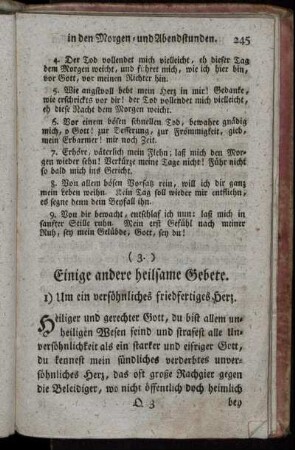 in den Morgen- und Abendstunden. 245
4. Der Tod vollendet mich vielleicht, eh dieser Tag
dem Morgen weicht, und führet mich, wie ich hier bin,
vor Gott, vor meinen Richter hin.
5. Wie angstvoll bebt mein Herz in mir! Gedanke,
wie erschrickts vor dir! der Tod vollendet mich vielleicht,
eh diese Nacht dem Morgen weicht.
6. Vor einem bösen schnellen Tod, bewahre gnädig
mich, o Gott! zur Besserung, zur Frömmigkeit, gieb,
mein Erbarmer! mir noch Zeit.
7. Erhöre, väterlich mein Flehn; laß mich den Mor-
gen wieder sehn! Verkürze meine Tage nicht! Führ nicht
so bald mich ins Gericht.
8. Von allem bösen Vorsatz rein, will ich dir ganz
mein Leben weihn. Kein Tag soll wieder mir entfliehn,
es segne denn dein Beyfall ihn.
9. Von dir bewacht, entschlaf ich nun; laß mich in
sanfter Stille ruhn. Mein erst Gefühl nach meiner
Ruh, sey mein Gelübde, Gott, sey du!
( 3. )
Einige andere heilsame Gebete.
1) Um ein versöhnliches friedfertiges Herz.
Heiliger und gerechter Gott, du bist allem un-
heiligen Wesen feind und strafest alle Un-
versöhnlichkeit als ein starker und eifriger Gott,
du kennest mein sündliches verderbtes unver-
söhnliches Herz, das oft große Rachgier gegen
die Beleidiger, wo nicht öffentlich doch heimlich
Q 3 bey